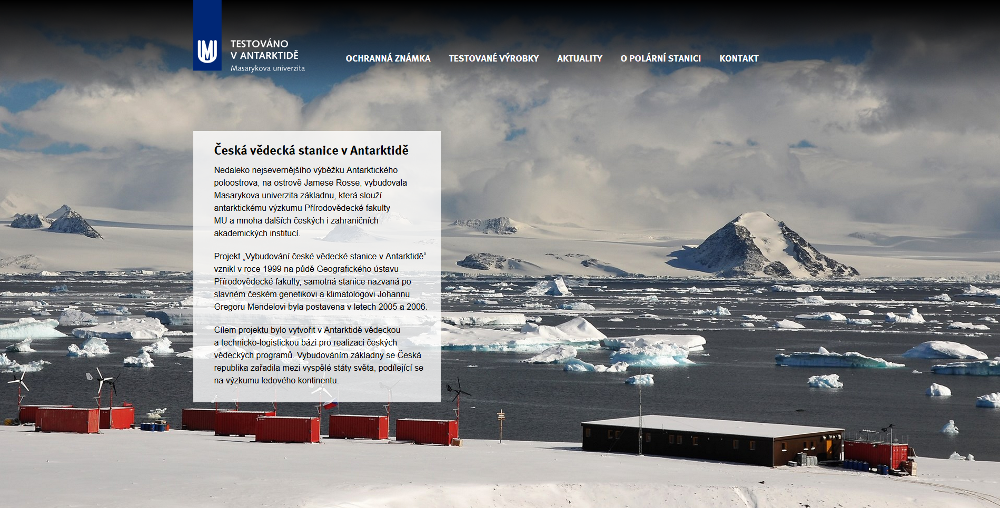 TESTOVÁNO
V ANTARKTIDĚ
Masarykova univerzita
OCHRANNÁ ZNÁMKA TESTOVANÉ VÝROBKY AKTUALITY O POLÁRNÍ STANICI KONTAKT
Česká vědecká stanice v Antarktidě
Nedaleko nejsevernějšího výběžku Antarktického
poloostrova, na ostrově Jamese Rosse, vybudovala
Masarykova univerzita základnu, která slouží
antarktickému výzkumu Přírodovědecké fakulty
MU a mnoha dalších českých i zahraničních
akademických institucí.
Projekt „Vybudování české vědecké stanice v Antarktidě“
vznikl v roce 1999 na půdě Geografického ústavu
Přírodovědecké fakulty, samotná stanice nazvaná po
slavném českém genetikovi a klimatologovi Johannu
Gregoru Mendelovi byla postavena v letech 2005 a 2006.
Cílem projektu bylo vytvořit v Antarktidě vědeckou
a technicko-logistickou bázi pro realizaci českých
vědeckých programů. Vybudováním základny se Česká
republika zařadila mezi vyspělé státy světa, podílející se
na výzkumu ledového kontinentu.